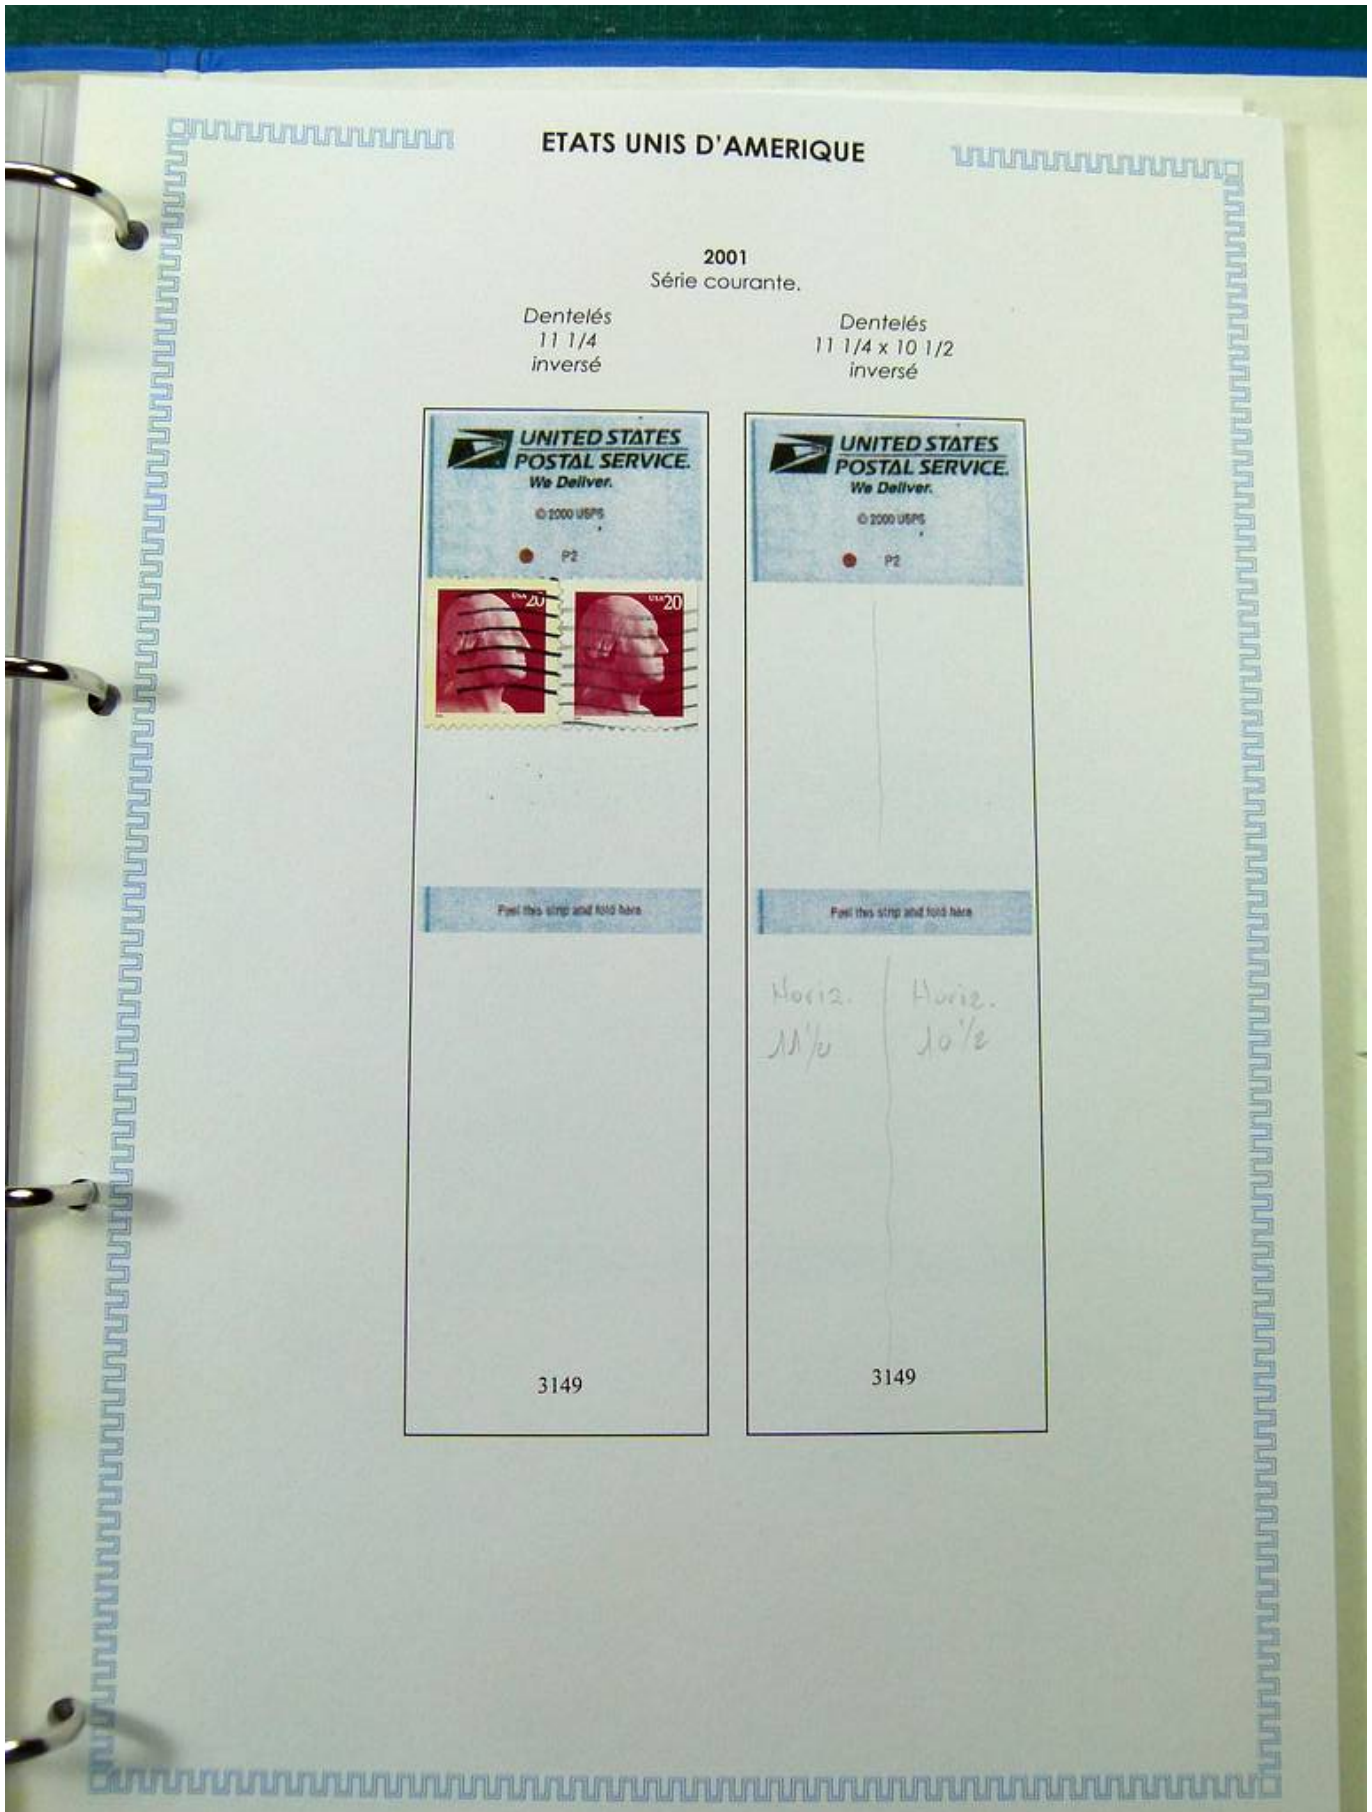 ETATS UNIS D'AMERIQUE
2001
Série courante.
Dentelés
11 1/4
inversé
Dentelés
11 1/4 x 10 1/2
inversé
UNITED STATES
POSTAL SERVICE.
We Deliver.
© 2000 USPS
P2
USA 20
USA 20
Peel this strip and fold here
3149
UNITED STATES
POSTAL SERVICE.
We Deliver.
© 2000 USPS
P2
Peel this strip and fold here
Horiz.
Horiz.
10 1/2
3149